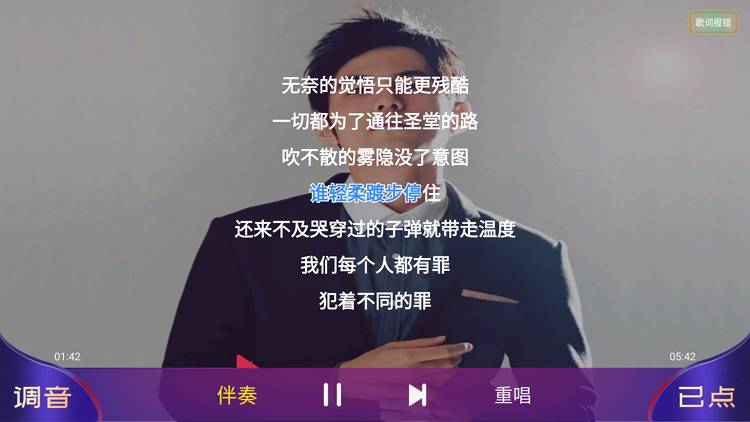 歌词报错
无奈的觉悟只能更残酷
一切都为了通往圣堂的路
吹不散的雾隐没了意图
谁轻柔踱步停住
还来不及哭穿过的子弹就带走温度
我们每个人都有罪
犯着不同的罪
01:42
05:42
调音
伴奏
重唱
已点